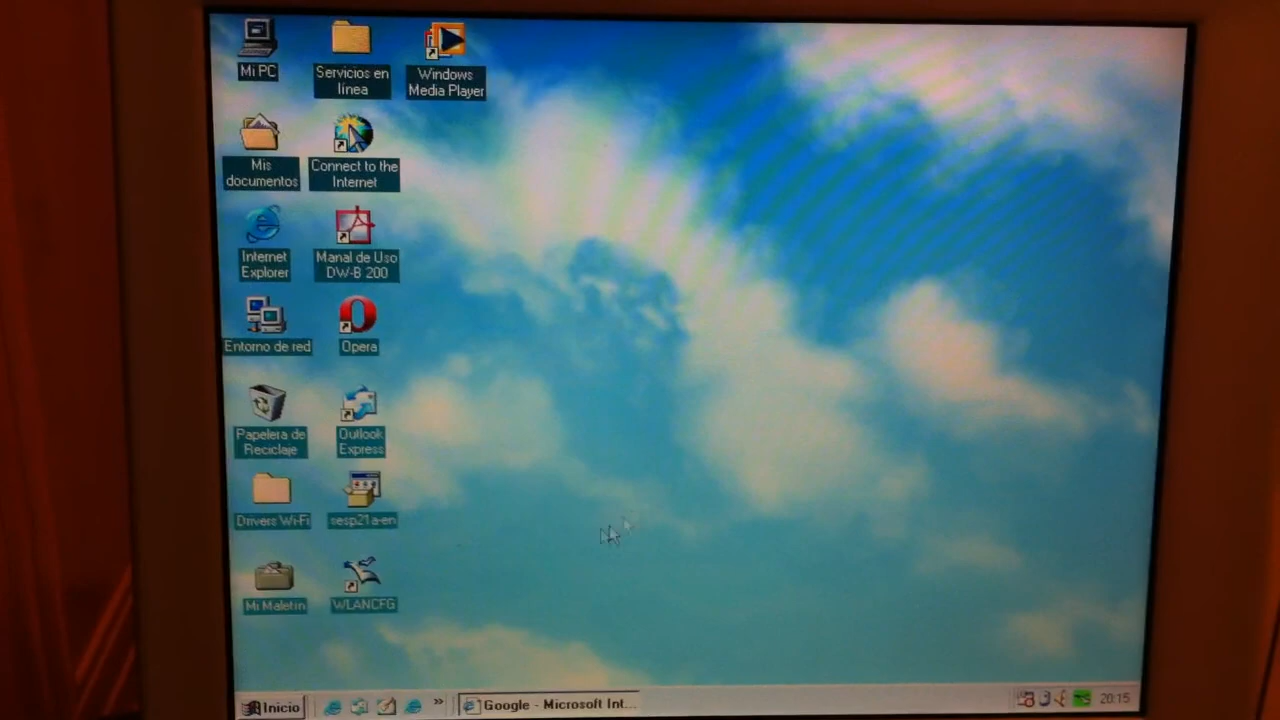 Mi PC
Servicios en
línea
Windows
Media Player
Mis
documentos
Connect to the
Internet
Internet
Explorer
Manal de Uso
DW-B 200
Entorno de red
Opera
Papelera de
Reciclaje
Outlook
Express
Drivers Wi-Fi
sesp21a-en
Mi Maletín
WLANCFG
Inicio
Google - Microsoft Int...
20:15